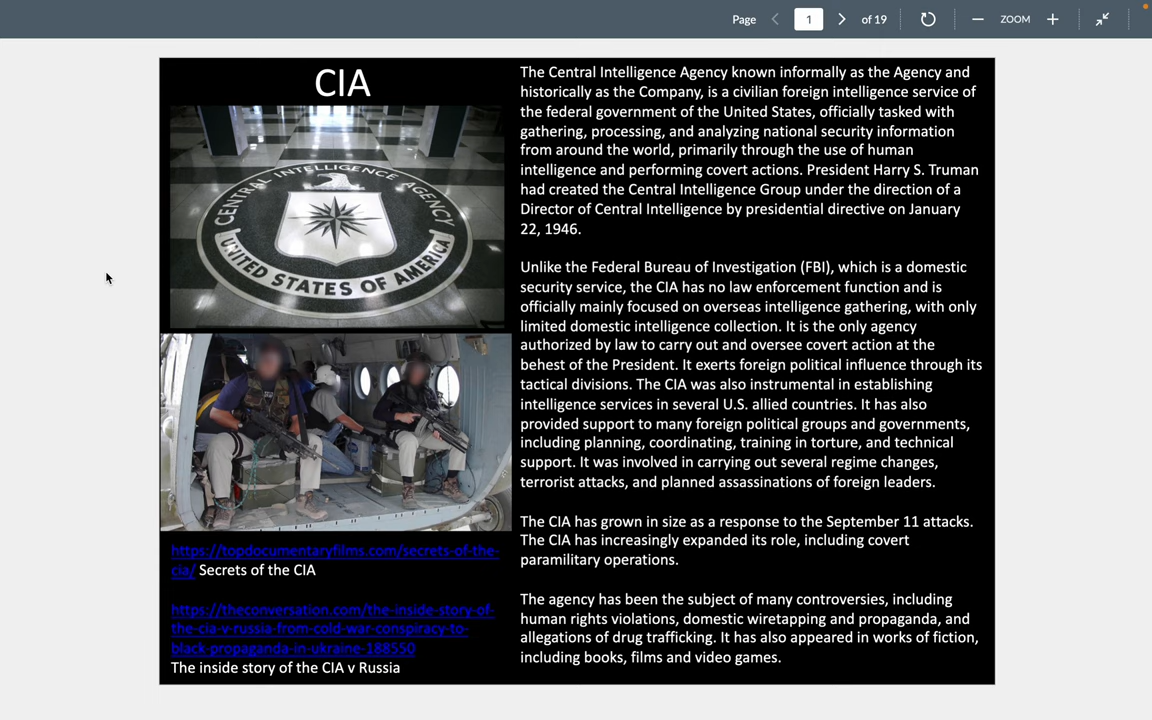 Page 1 of 19 ZOOM
CIA
CENTRAL INTELLIGENCE AGENCY
UNITED STATES OF AMERICA
https://topdocumentaryfilms.com/secrets-of-the-
cia/ Secrets of the CIA
https://theconversation.com/the-inside-story-of-
the-cia-v-russia-from-cold-war-conspiracy-to-
black-propaganda-in-ukraine-188550
The inside story of the CIA v Russia
The Central Intelligence Agency known informally as the Agency and
historically as the Company, is a civilian foreign intelligence service of
the federal government of the United States, officially tasked with
gathering, processing, and analyzing national security information
from around the world, primarily through the use of human
intelligence and performing covert actions. President Harry S. Truman
had created the Central Intelligence Group under the direction of a
Director of Central Intelligence by presidential directive on January
22, 1946.
Unlike the Federal Bureau of Investigation (FBI), which is a domestic
security service, the CIA has no law enforcement function and is
officially mainly focused on overseas intelligence gathering, with only
limited domestic intelligence collection. It is the only agency
authorized by law to carry out and oversee covert action at the
behest of the President. It exerts foreign political influence through its
tactical divisions. The CIA was also instrumental in establishing
intelligence services in several U.S. allied countries. It has also
provided support to many foreign political groups and governments,
including planning, coordinating, training in torture, and technical
support. It was involved in carrying out several regime changes,
terrorist attacks, and planned assassinations of foreign leaders.
The CIA has grown in size as a response to the September 11 attacks.
The CIA has increasingly expanded its role, including covert
paramilitary operations.
The agency has been the subject of many controversies, including
human rights violations, domestic wiretapping and propaganda, and
allegations of drug trafficking. It has also appeared in works of fiction,
including books, films and video games.